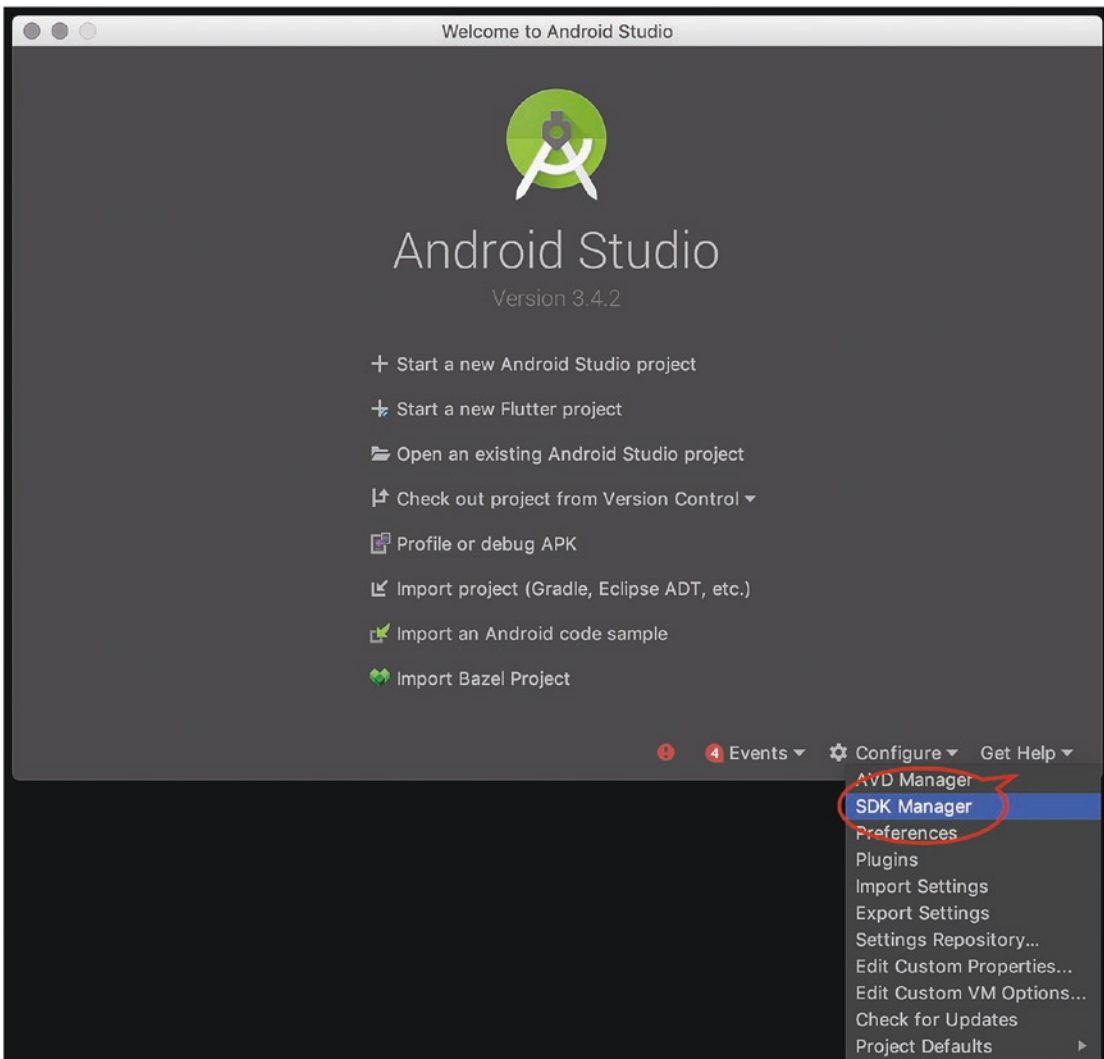 Welcome to Android Studio
Android Studio
Version 3.4.2
Start a new Android Studio project
Start a new Flutter project
Open an existing Android Studio project
Check out project from Version Control
Profile or debug APK
Import project (Gradle, Eclipse ADT, etc.)
Import an Android code sample
Import Bazel Project
4 Events Configure Get Help
AVD Manager
SDK Manager
Preferences
Plugins
Import Settings
Export Settings
Settings Repository...
Edit Custom Properties...
Edit Custom VM Options...
Check for Updates
Project Defaults